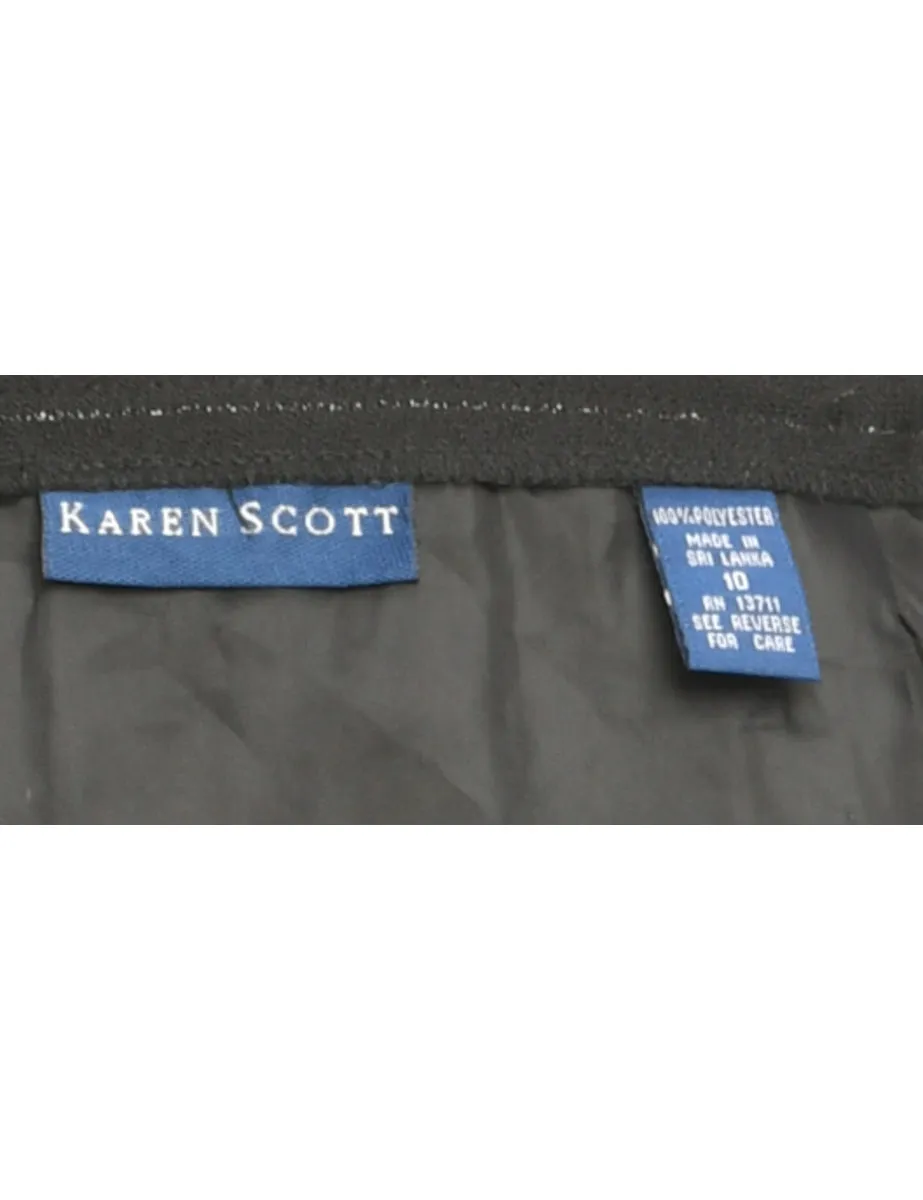 KAREN SCOTT
100% POLYESTER
MADE IN
SRI LANKA
10
RN 13711
SEE REVERSE
FOR CARE